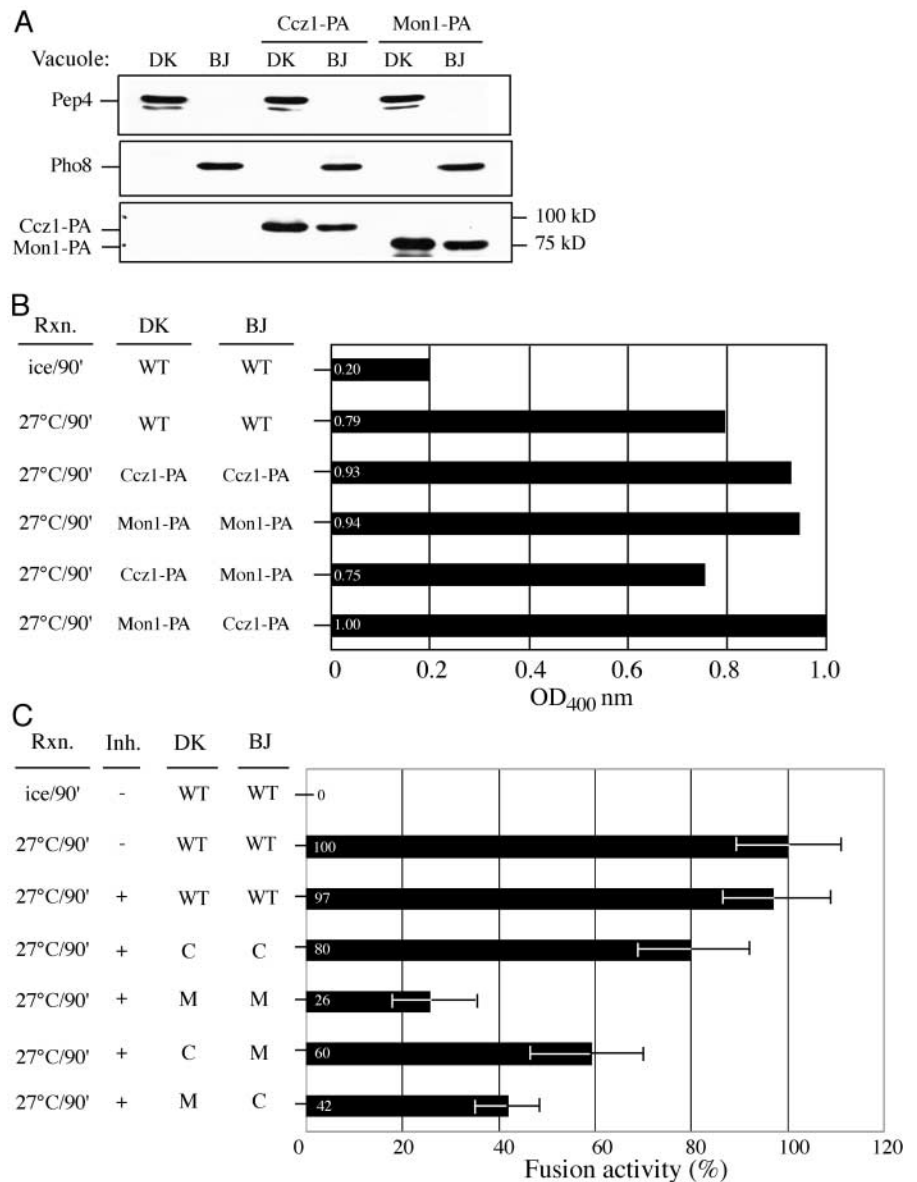 A
Ccz1-PA Mon1-PA
Vacuole: DK BJ DK BJ DK BJ
Pep4
Pho8
Ccz1-PA 100 kD
Mon1-PA 75 kD
B
Rxn. DK BJ
ice/90' WT WT 0.20
27°C/90' WT WT 0.79
27°C/90' Ccz1-PA Ccz1-PA 0.93
27°C/90' Mon1-PA Mon1-PA 0.94
27°C/90' Ccz1-PA Mon1-PA 0.75
27°C/90' Mon1-PA Ccz1-PA 1.00
0 0.2 0.4 0.6 0.8 1.0
OD400 nm
C
Rxn. Inh. DK BJ
ice/90' - WT WT 0
27°C/90' - WT WT 100
27°C/90' + WT WT 97
27°C/90' + C C 80
27°C/90' + M M 26
27°C/90' + C M 60
27°C/90' + M C 42
0 20 40 60 80 100 120
Fusion activity (%)